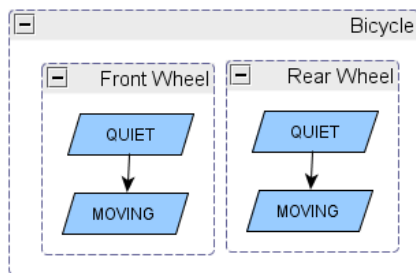 Bicycle
Front Wheel
QUIET
MOVING
Rear Wheel
QUIET
MOVING